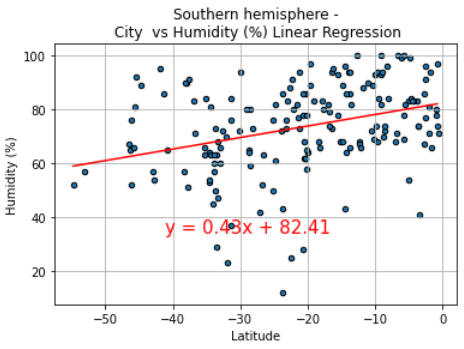 Southern hemisphere -
City  vs Humidity (%) Linear Regression
100
80
60
40
20
Humidity (%)
y = 0.43x + 82.41
−50
−40
−30
−20
−10
0
Latitude